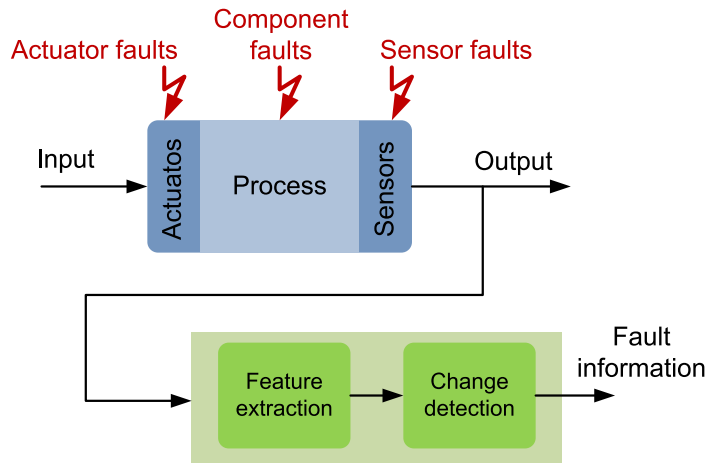 Component
faults
Actuator faults
Sensor faults
Input
Actuatos
Process
Sensors
Output
Feature
extraction
Change
detection
Fault
information